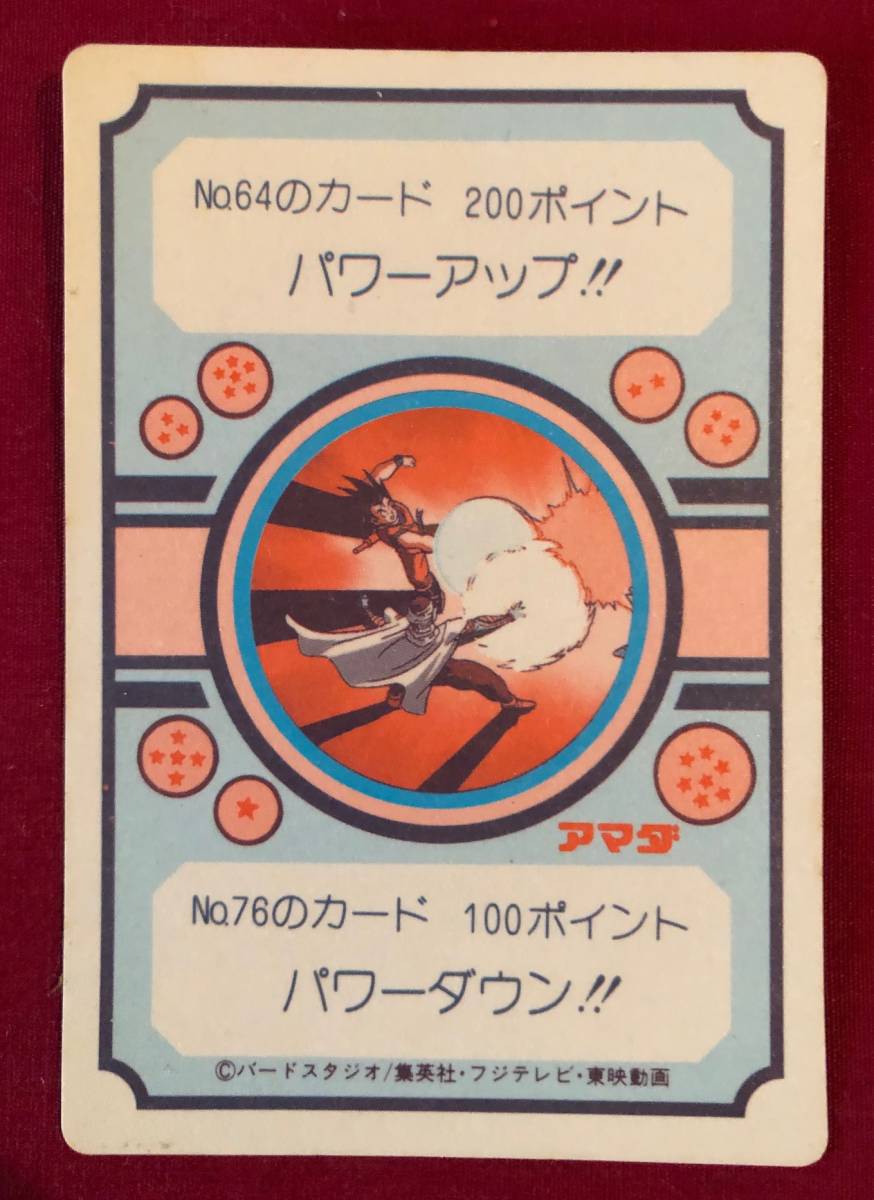 No.64のカード 200ポイント
パワーアップ!!
アマダ
No.76のカード 100ポイント
パワーダウン!!
©バードスタジオ/集英社・フジテレビ・東映動画